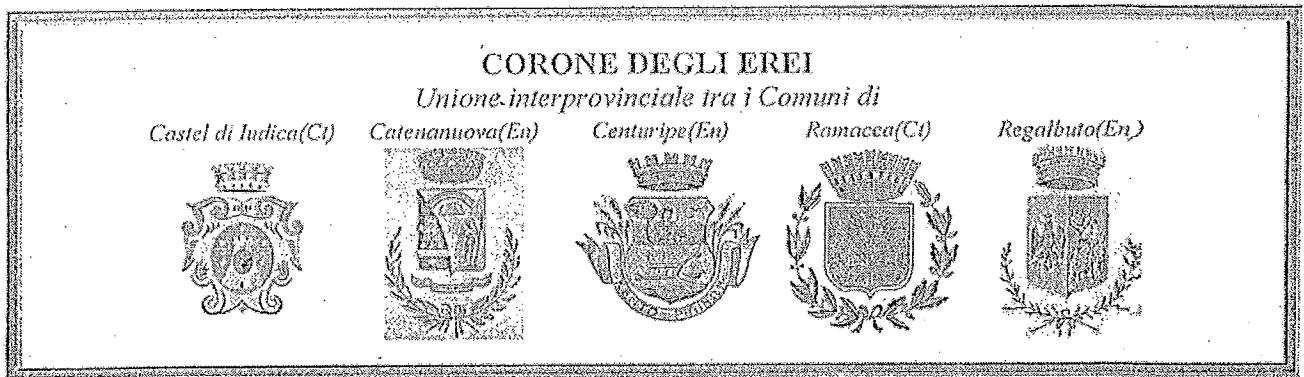 CORONE DEGLI EREI
Unione interprovinciale tra i Comuni di
Castel di Iudica(Ct) Catenanuova(En) Centuripe(En) Ramacca(Ct) Regalbuto(En)